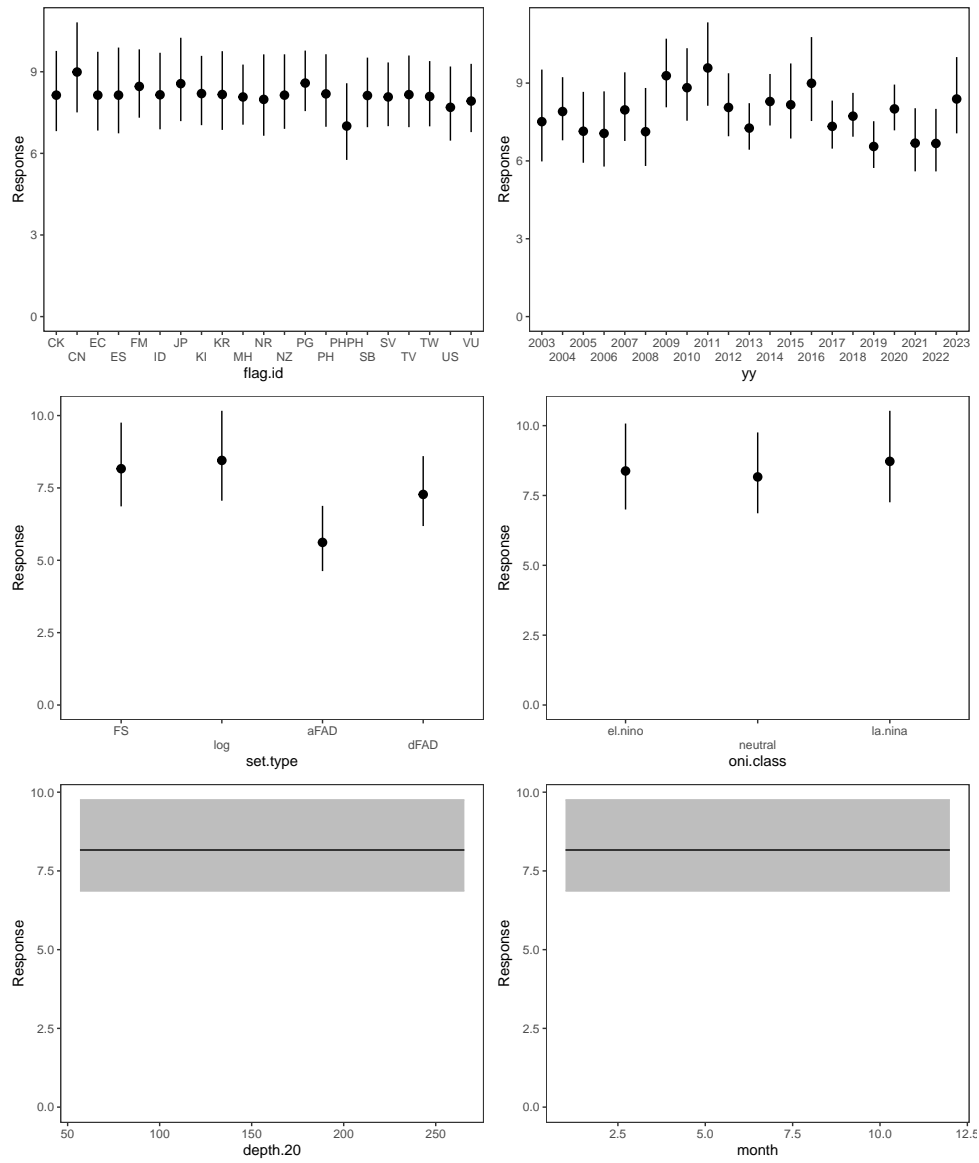 9
6
3
0
Response
CK EC FM JP KR NR PG PHPH SV TW VU
CN ES ID KI MH NZ PH SB TV US
flag.id
9
6
3
0
Response
2003 2005 2007 2009 2011 2013 2015 2017 2019 2021 2023
2004 2006 2008 2010 2012 2014 2016 2018 2020 2022
yy
10.0
7.5
5.0
2.5
0.0
Response
FS aFAD
log dFAD
set.type
10.0
7.5
5.0
2.5
0.0
Response
el.nino la.nina
neutral
oni.class
10.0
7.5
5.0
2.5
0.0
Response
50 100 150 200 250
depth.20
10.0
7.5
5.0
2.5
0.0
Response
2.5 5.0 7.5 10.0 12.5
month